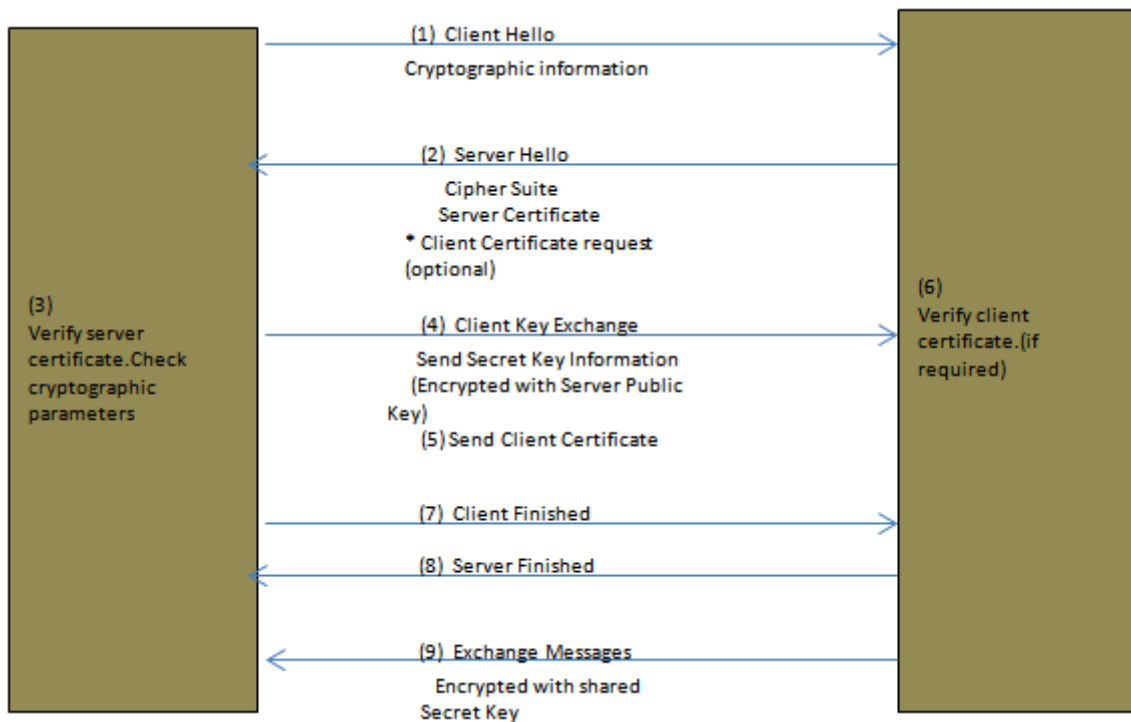 (1) Client Hello
Cryptographic information
(2) Server Hello
Cipher Suite
Server Certificate
* Client Certificate request
(optional)
(3)
Verify server
certificate.Check
cryptographic
parameters
(4) Client Key Exchange
Send Secret Key Information
(Encrypted with Server Public
Key)
(5) Send Client Certificate
(6)
Verify client
certificate.(if
required)
(7) Client Finished
(8) Server Finished
(9) Exchange Messages
Encrypted with shared
Secret Key